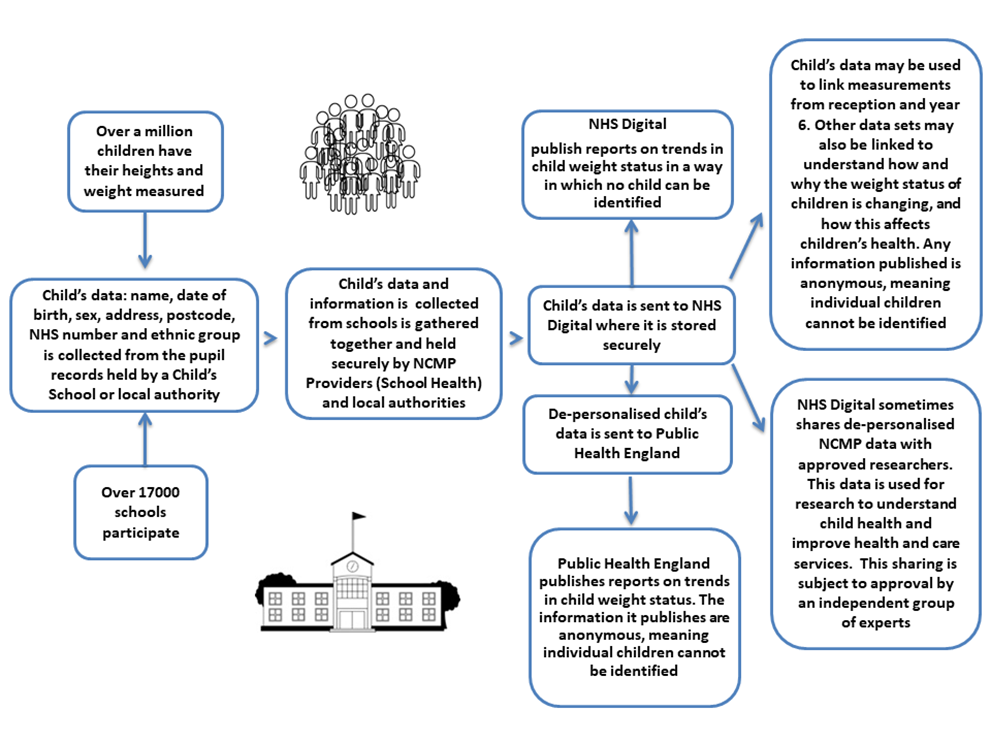 Over a million
children have
their heights and
weight measured
Child's data: name, date of
birth, sex, address, postcode,
NHS number and ethnic group
is collected from the pupil
records held by a Child's
School or local authority
Over 17000
schools
participate
Child's data and
information is collected
from schools is gathered
together and held
securely by NCMP
Providers (School Health)
and local authorities
NHS Digital
publish reports on trends in
child weight status in a way
in which no child can be
identified
Child's data is sent to NHS
Digital where it is stored
securely
De-personalised child's
data is sent to Public
Health England
Public Health England
publishes reports on trends
in child weight status. The
information it publishes are
anonymous, meaning
individual children cannot
be identified
Child's data may be used
to link measurements
from reception and year
6. Other data sets may
also be linked to
understand how and
why the weight status of
children is changing, and
how this affects
children's health. Any
information published is
anonymous, meaning
individual children
cannot be identified
NHS Digital sometimes
shares de-personalised
NCMP data with
approved researchers.
This data is used for
research to understand
child health and
improve health and care
services. This sharing is
subject to approval by
an independent group
of experts